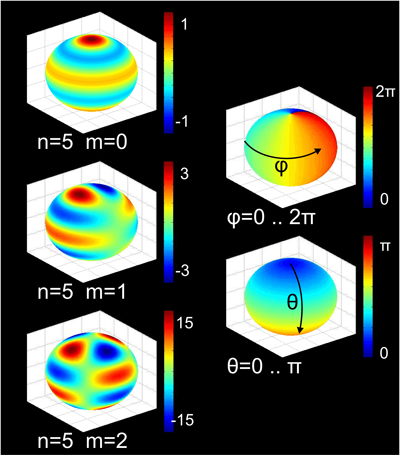 1
-1
n=5 m=0
3
-3
n=5 m=1
15
-15
n=5 m=2
2π
0
φ
φ=0 .. 2π
π
0
θ
θ=0 .. π